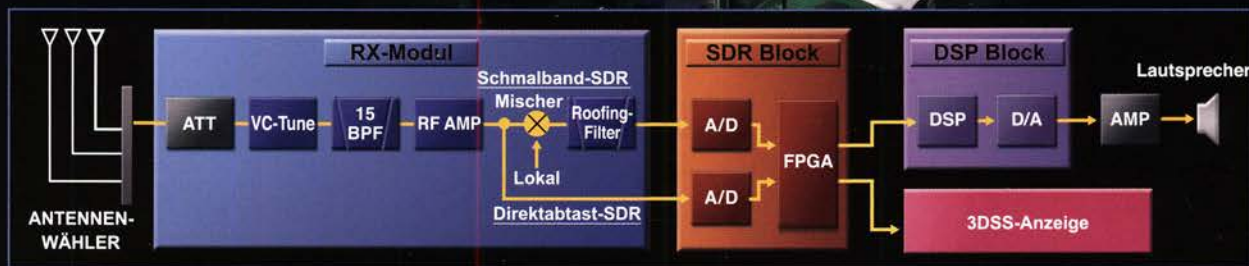 RX-Modul
SDR Block
DSP Block
Schmalband-SDR
Lautsprecher
Mischer
ATT
VC-Tune
15
BPF
RF AMP
Roofing-
Filter
A/D
FPGA
DSP
D/A
AMP
Lokal
A/D
Direktabtast-SDR
3DSS-Anzeige
ANTENNEN-
WÄHLER